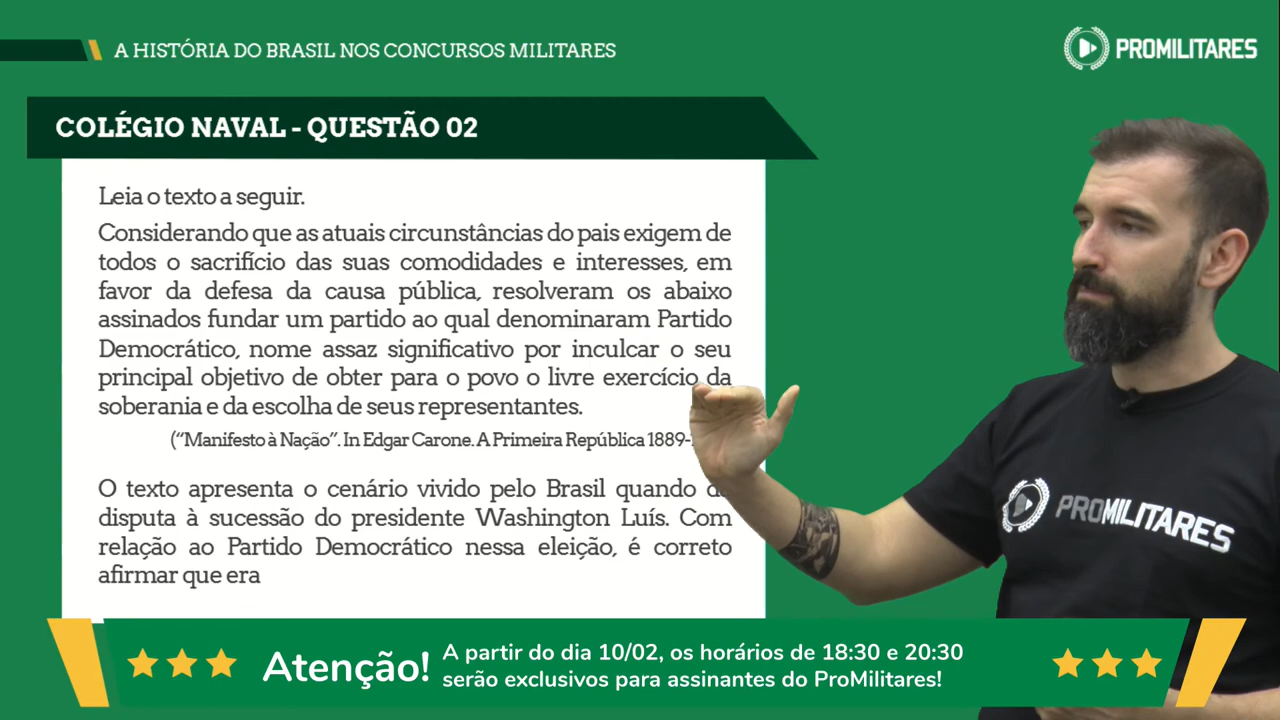 A HISTÓRIA DO BRASIL NOS CONCURSOS MILITARES
PROMILITARES
COLÉGIO NAVAL - QUESTÃO 02
Leia o texto a seguir.
Considerando que as atuais circunstâncias do pais exigem de
todos o sacrifício das suas comodidades e interesses, em
favor da defesa da causa pública, resolveram os abaixo
assinados fundar um partido ao qual denominaram Partido
Democrático, nome assaz significativo por inculcar o seu
principal objetivo de obter para o povo o livre exercício da
soberania e da escolha de seus representantes.
("Manifesto à Nação". In Edgar Carone. A Primeira República 1889-
O texto apresenta o cenário vivido pelo Brasil quando
disputa à sucessão do presidente Washington Luís. Com
relação ao Partido Democrático nessa eleição, é correto
afirmar que era
PROMILITARES
Atenção!
A partir do dia 10/02, os horários de 18:30 e 20:30
serão exclusivos para assinantes do ProMilitares!